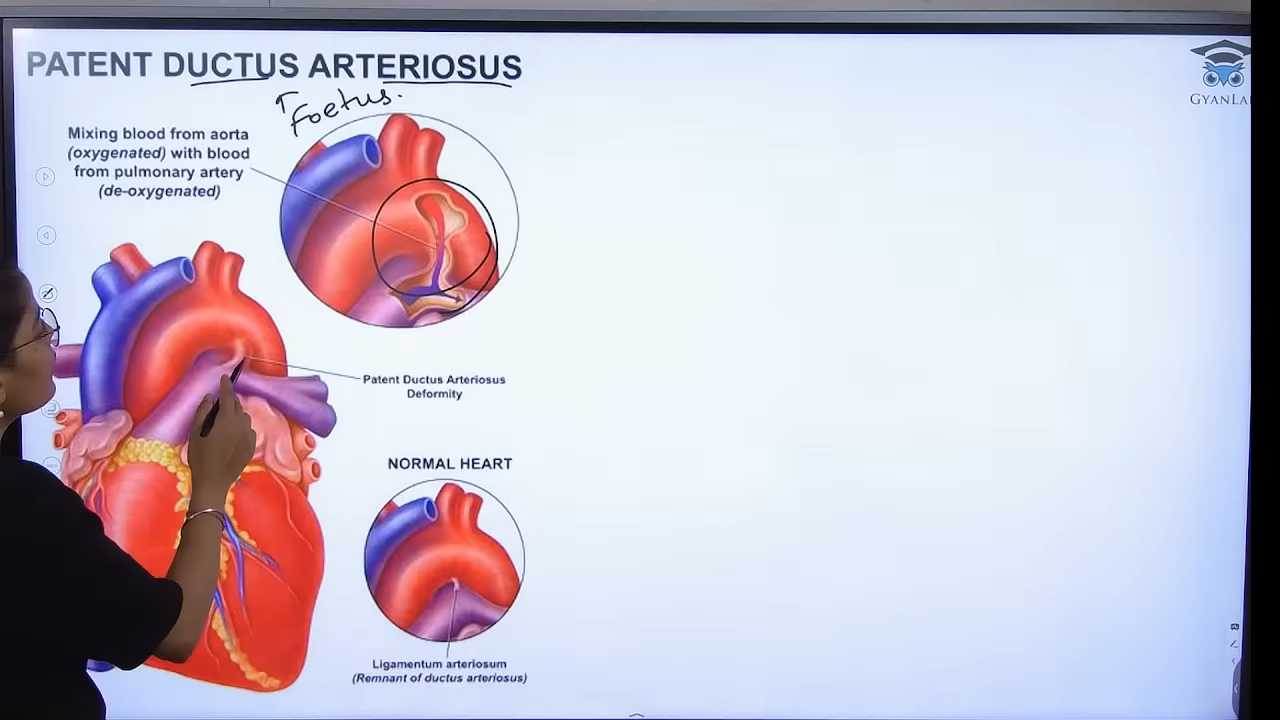 PATENT DUCTUS ARTERIOSUS
Foetus.
Mixing blood from aorta
(oxygenated) with blood
from pulmonary artery
(de-oxygenated)
Patent Ductus Arteriosus
Deformity
NORMAL HEART
Ligamentum arteriosum
(Remnant of ductus arteriosus)